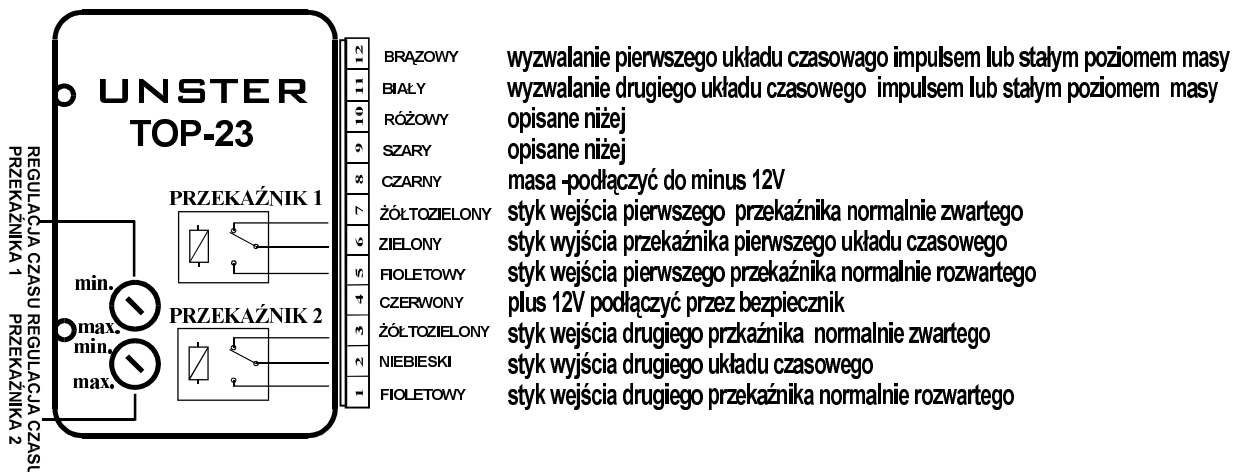 UNSTER
TOP-23
PRZEKAŹNIK 1
PRZEKAŹNIK 2
min.
max.
min.
max.
REGULACJA CZASU
PRZEKAŹNIKA 1
REGULACJA CZASU
PRZEKAŹNIKA 2
12 BRĄZOWY wyzwalanie pierwszego układu czasowago impulsem lub stałym poziomem masy
11 BIAŁY wyzwalanie drugiego układu czasowego impulsem lub stałym poziomem masy
10 RÓŻOWY opisane niżej
9 SZARY opisane niżej
8 CZARNY masa -podłączyć do minus 12V
7 ŻÓŁTOZIELONY styk wejścia pierwszego przekaźnika normalnie zwartego
6 ZIELONY styk wyjścia przekaźnika pierwszego układu czasowego
5 FIOLETOWY styk wejścia pierwszego przekaźnika normalnie rozwartego
4 CZERWONY plus 12V podłączyć przez bezpiecznik
3 ŻÓŁTOZIELONY styk wejścia drugiego przkaźnika normalnie zwartego
2 NIEBIESKI styk wyjścia drugiego układu czasowego
1 FIOLETOWY styk wejścia drugiego przekaźnika normalnie rozwartego